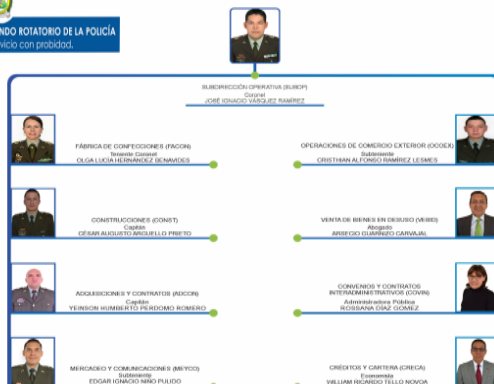 NDO ROTATORIO DE LA POLICÍA
vicio con probidad.
SUBDIRECCIÓN OPERATIVA (SUBOP)
Coronel
JOSÉ IGNACIO VÁSQUEZ RAMÍREZ
FÁBRICA DE CONFECCIONES (FACON)
Teniente Coronel
OLGA LUCÍA HERNÁNDEZ BENAVIDES
OPERACIONES DE COMERCIO EXTERIOR (OCOEX)
Subteniente
CRISTHIAN ALFONSO RAMÍREZ LESMES
CONSTRUCCIONES (CONST)
Capitán
CÉSAR AUGUSTO ARGUELLO PRIETO
VENTA DE BIENES EN DESUSO (VEBID)
Abogado
ARSECIO GUARNIZO CARVAJAL
ADQUISICIONES Y CONTRATOS (ADCON)
Capitán
YEINSON HUMBERTO PERDOMO ROMERO
CONVENIOS Y CONTRATOS
INTERADMINISTRATIVOS (COVIN)
Administradora Pública
ROSSANA DÍAZ GÓMEZ
MERCADEO Y COMUNICACIONES (MEYCO)
Subteniente
EDGAR IGNACIO NIÑO PULIDO
CRÉDITOS Y CARTERA (CRECA)
Economista
WILLIAM RICARDO TELLO NOVOA